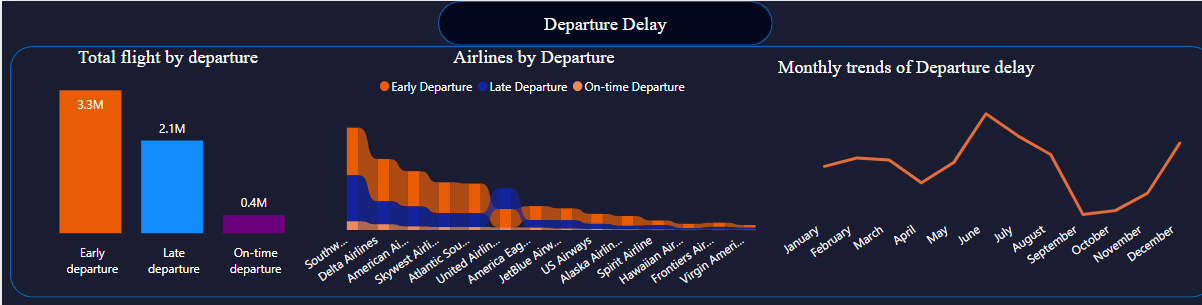 Departure Delay
Total flight by departure
3.3M
2.1M
0.4M
Early
departure
Late
departure
On-time
departure
Airlines by Departure
Early Departure Late Departure On-time Departure
Southw...
Delta Airlines
American Ai...
Skywest Airli...
Atlantic Sou...
United Airlin...
America Eag...
JetBlue Airw...
US Airways
Alaska Airlin...
Spirit Airline
Hawaiian Air...
Frontiers Air...
Virgin Ameri...
Monthly trends of Departure delay
January
February
March
April
May
June
July
August
September
October
November
December